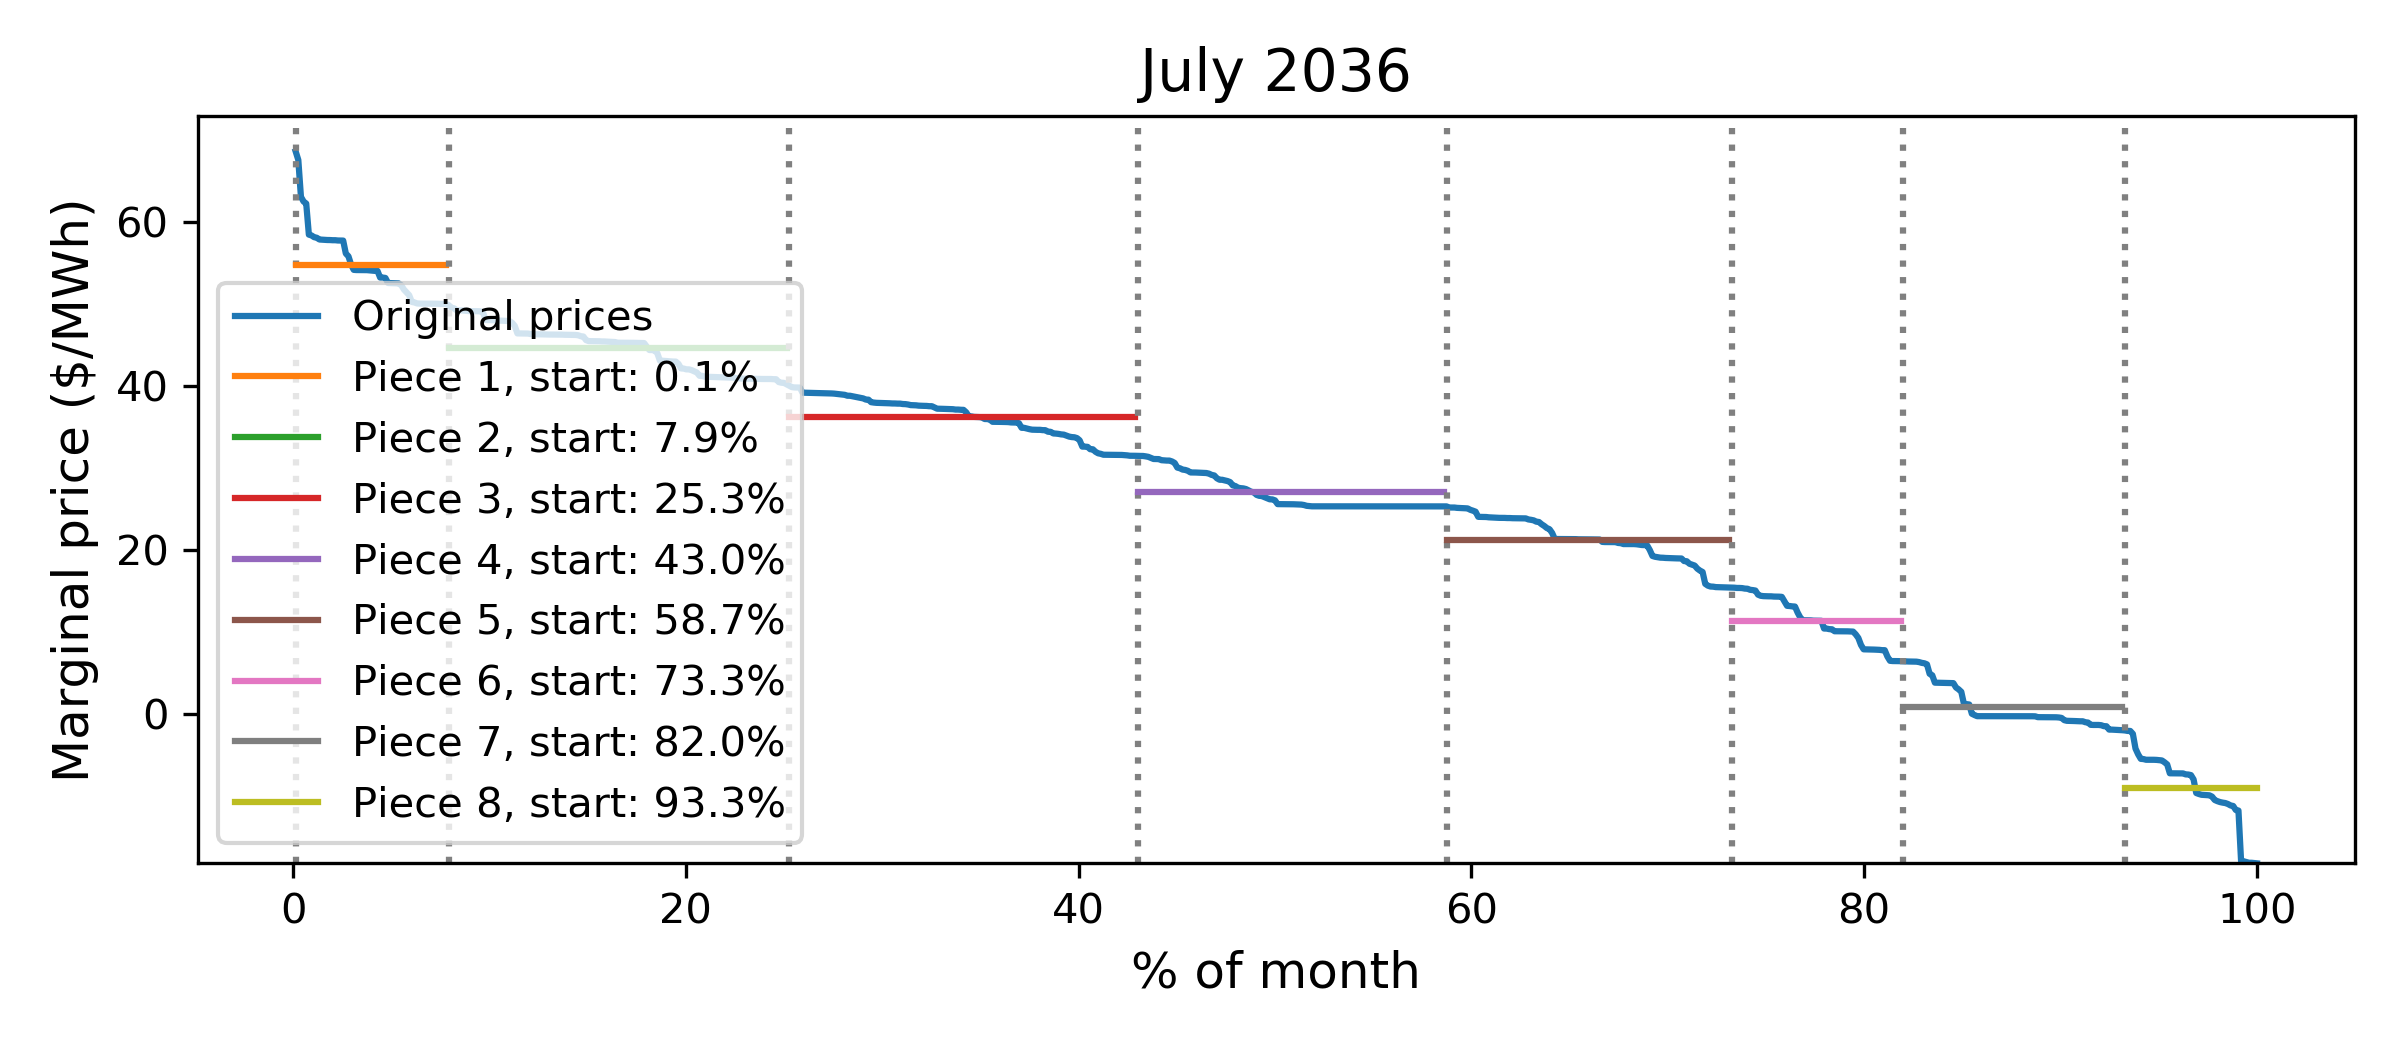 July 2036
Marginal price ($/MWh)
60
40
20
0
Original prices
Piece 1, start: 0.1%
Piece 2, start: 7.9%
Piece 3, start: 25.3%
Piece 4, start: 43.0%
Piece 5, start: 58.7%
Piece 6, start: 73.3%
Piece 7, start: 82.0%
Piece 8, start: 93.3%
0 20 40 60 80 100
% of month